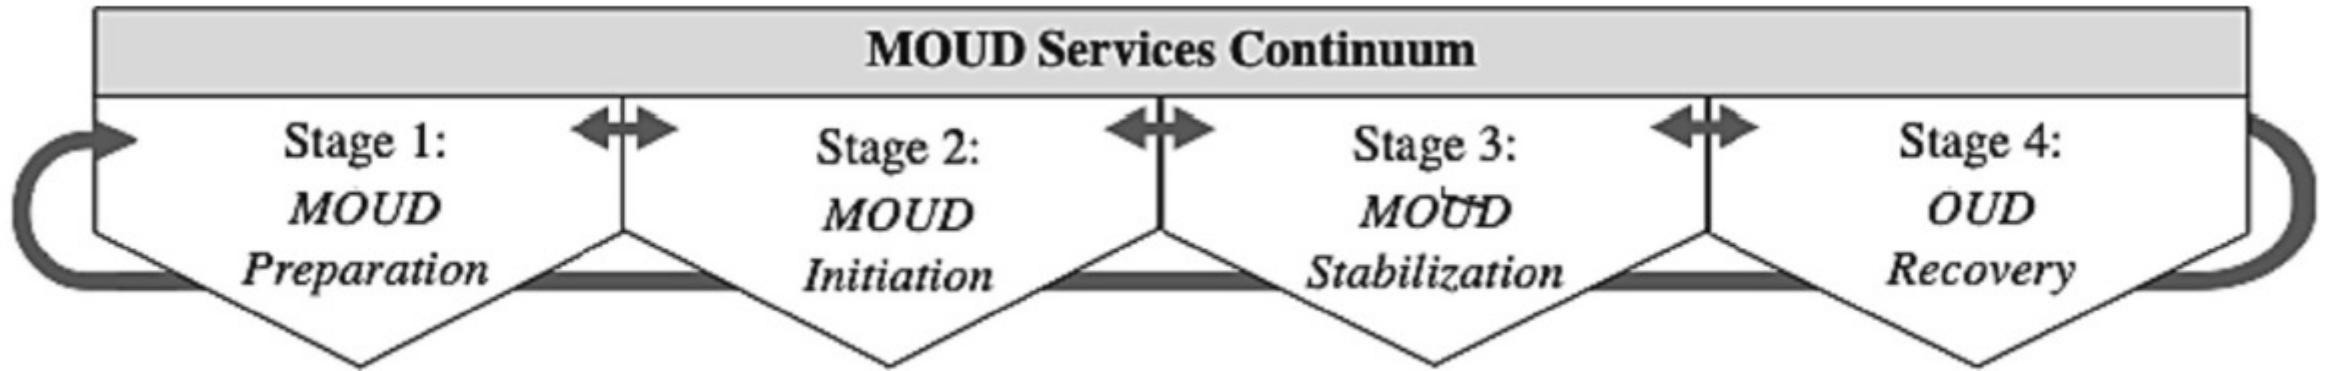 MOUD Services Continuum
Stage 1:
MOUD
Preparation
Stage 2:
MOUD
Initiation
Stage 3:
MOUD
Stabilization
Stage 4:
OUD
Recovery